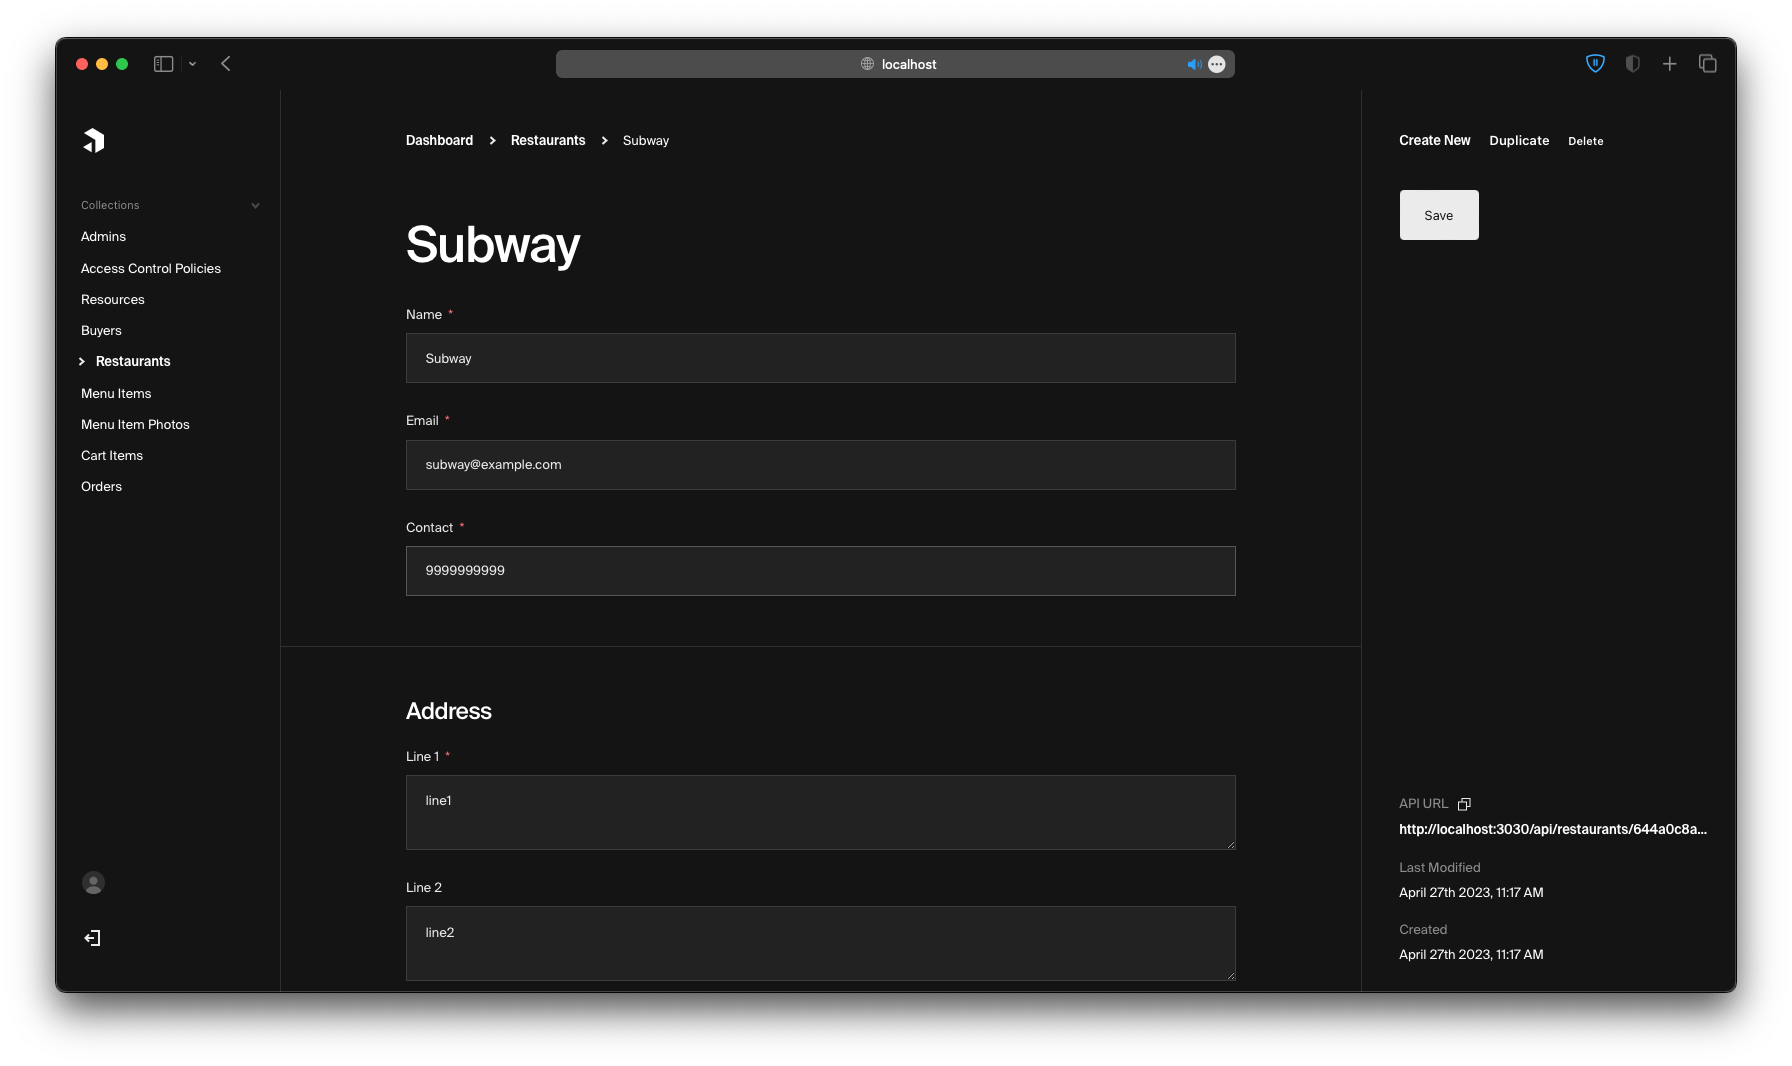 localhost
Collections
Admins
Access Control Policies
Resources
Buyers
Restaurants
Menu Items
Menu Item Photos
Cart Items
Orders
Dashboard > Restaurants > Subway
Subway
Name *
Subway
Email *
subway@example.com
Contact *
9999999999
Address
Line 1 *
line1
Line 2
line2
Create New Duplicate Delete
Save
API URL
http://localhost:3030/api/restaurants/644a0c8a...
Last Modified
April 27th 2023, 11:17 AM
Created
April 27th 2023, 11:17 AM